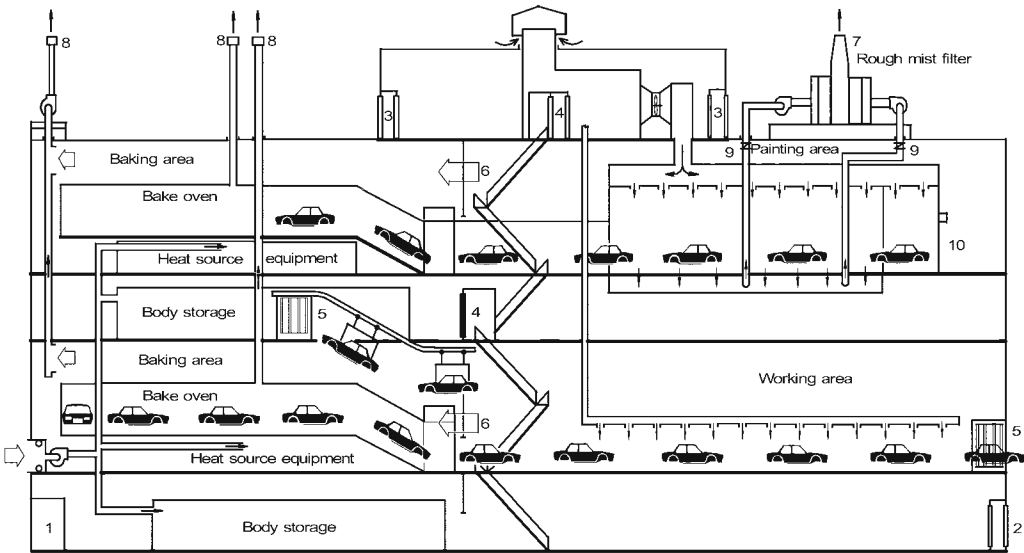 8
8
8
7
Rough mist filter
3
4
3
9
Painting area
9
Baking area
6
Bake oven
10
Heat source equipment
Body storage
5
4
Baking area
Working area
Bake oven
6
5
Heat source equipment
1
Body storage
2